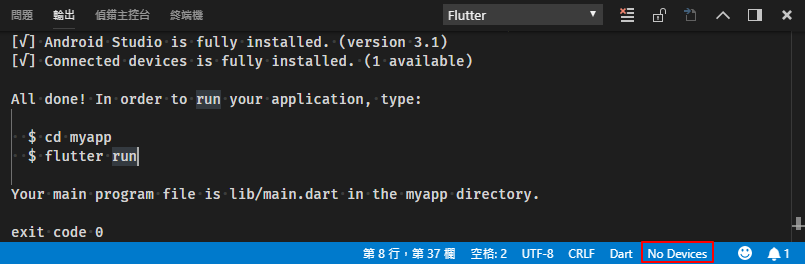 問題 輸出 偵錯主控台 終端機 Flutter
[√] Android Studio is fully installed. (version 3.1)
[√] Connected devices is fully installed. (1 available)
All done! In order to run your application, type:
$ cd myapp
$ flutter run
Your main program file is lib/main.dart in the myapp directory.
exit code 0
第 8 行，第 37 欄 空格: 2 UTF-8 CRLF Dart No Devices 1